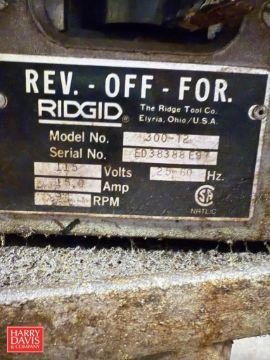 REV. - OFF - FOR.
RIDGID®
The Ridge Tool Co.
Elyria, Ohio/U.S.A.
Model No. 300-T2
Serial No.
115 Volts 25-60 Hz.
15.0 Amp
RPM
NRTL/C
HARRY
DAVIS
& COMPANY